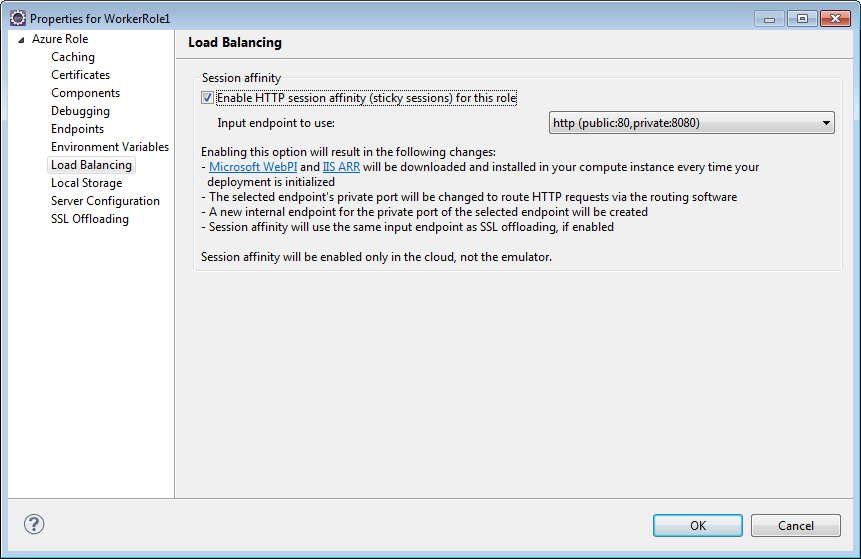 Properties for WorkerRole1
Azure Role
Caching
Certificates
Components
Debugging
Endpoints
Environment Variables
Load Balancing
Local Storage
Server Configuration
SSL Offloading
Load Balancing
Session affinity
Enable HTTP session affinity (sticky sessions) for this role
Input endpoint to use:
http (public:80,private:8080)
Enabling this option will result in the following changes:
- Microsoft WebPI and IIS ARR will be downloaded and installed in your compute instance every time your
deployment is initialized
- The selected endpoint's private port will be changed to route HTTP requests via the routing software
- A new internal endpoint for the private port of the selected endpoint will be created
- Session affinity will use the same input endpoint as SSL offloading, if enabled
Session affinity will be enabled only in the cloud, not the emulator.
?
OK
Cancel